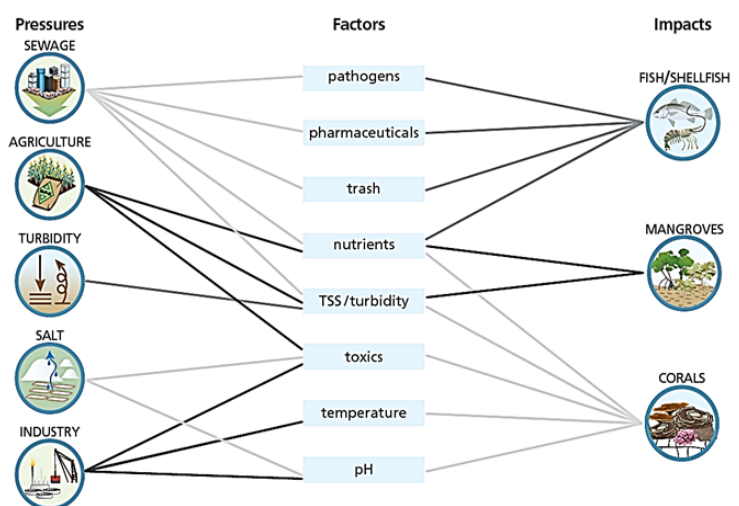 Pressures
Factors
Impacts
SEWAGE
pathogens
FISH/SHELLFISH
pharmaceuticals
AGRICULTURE
trash
TURBIDITY
nutrients
MANGROVES
TSS/turbidity
SALT
toxics
CORALS
temperature
INDUSTRY
pH